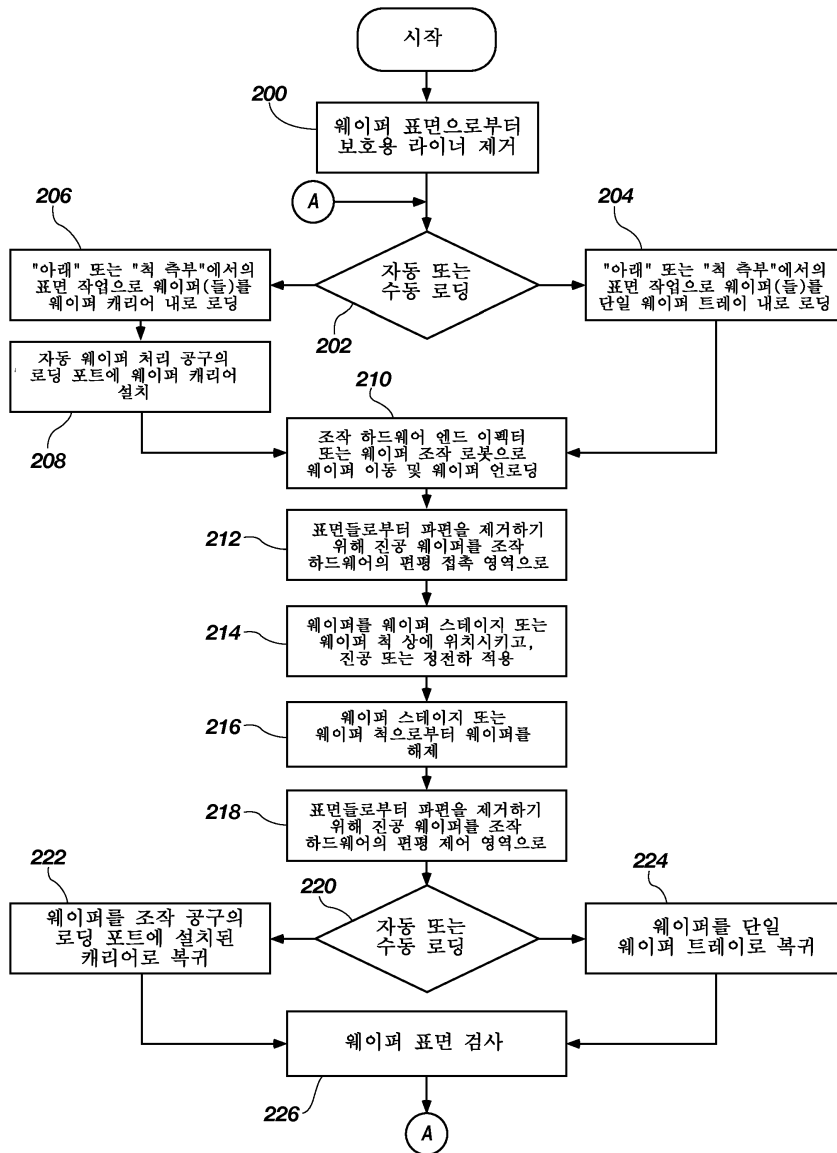 시작
200
웨이퍼 표면으로부터
보호용 라이너 제거
A
206
204
"아래" 또는 "척 측부"에서의
표면 작업으로 웨이퍼(들)를
웨이퍼 캐리어 내로 로딩
자동 또는
수동 로딩
202
"아래" 또는 "척 측부"에서의
표면 작업으로 웨이퍼(들)를
단일 웨이퍼 트레이 내로 로딩
자동 웨이퍼 처리 공구의
로딩 포트에 웨이퍼 캐리어
설치
208
210
조작 하드웨어 엔드 이펙터
또는 웨이퍼 조작 로봇으로
웨이퍼 이동 및 웨이퍼 언로딩
212
표면들로부터 파편을 제거하기
위해 진공 웨이퍼를 조작
하드웨어의 편평 접촉 영역으로
214
웨이퍼를 웨이퍼 스테이지 또는
웨이퍼 척 상에 위치시키고,
진공 또는 정전하 적용
216
웨이퍼 스테이지 또는
웨이퍼 척으로부터 웨이퍼를
해제
218
표면들로부터 파편을 제거하기
위해 진공 웨이퍼를 조작
하드웨어의 편평 제어 영역으로
222
220
224
웨이퍼를 조작 공구의
로딩 포트에 설치된
캐리어로 복귀
자동 또는
수동 로딩
웨이퍼를 단일
웨이퍼 트레이로 복귀
웨이퍼 표면 검사
226
A